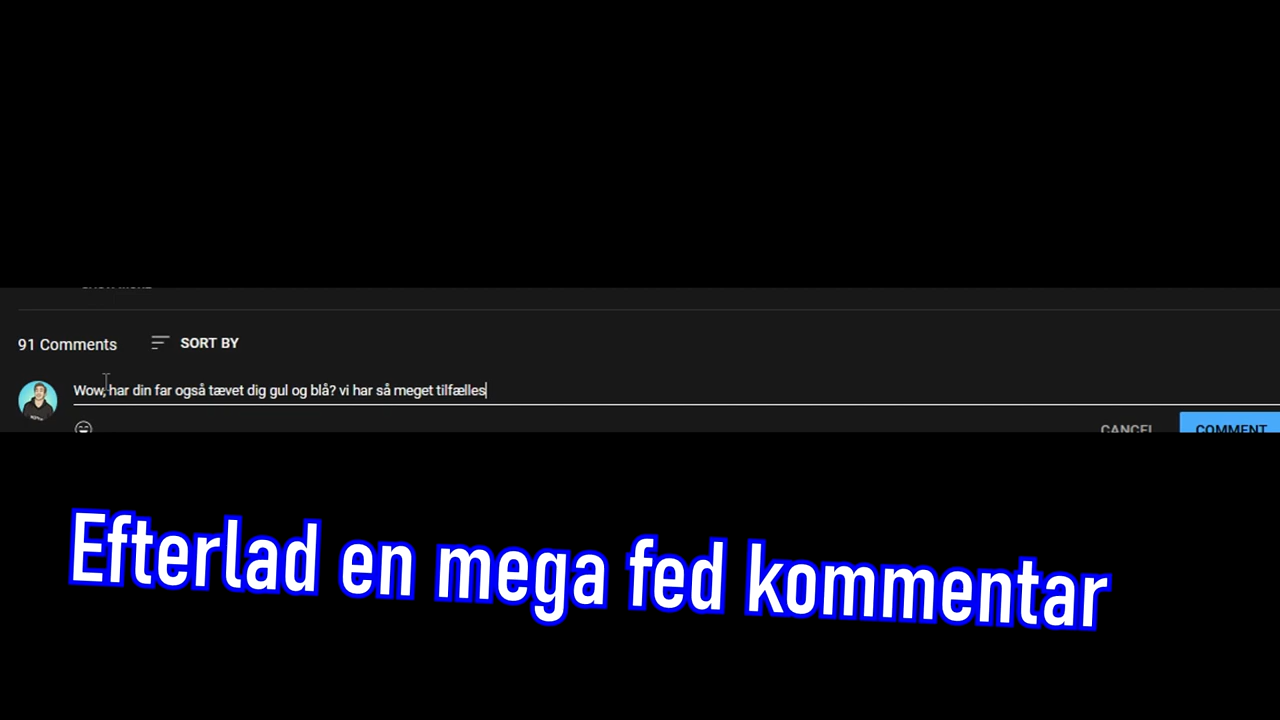 91 Comments
SORT BY
Wow, har din far også tævet dig gul og blå? vi har så meget tilfælles
CANCEL
COMMENT
Efterlad en mega fed kommentar